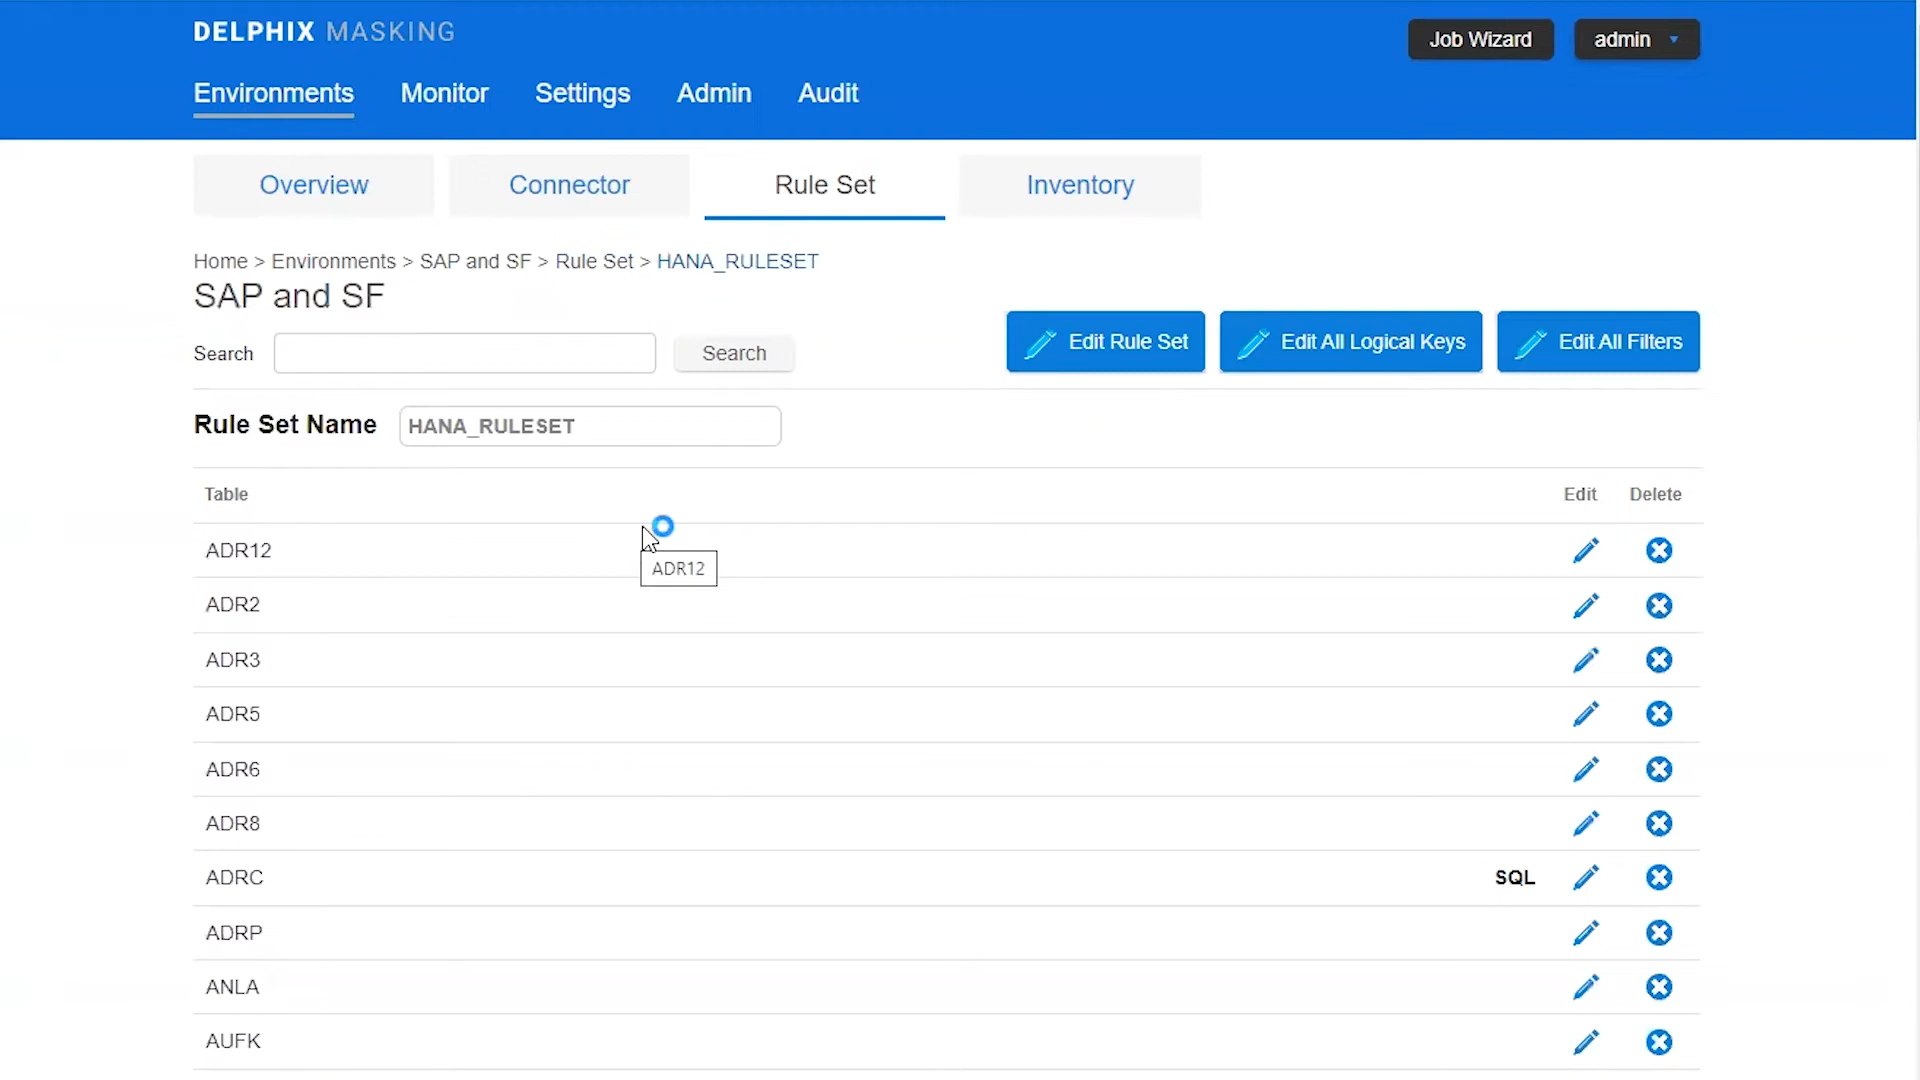 DELPHIX MASKING
Job Wizard
admin
Environments Monitor Settings Admin Audit
Overview Connector Rule Set Inventory
Home > Environments > SAP and SF > Rule Set > HANA_RULESET
SAP and SF
Search Search
Edit Rule Set Edit All Logical Keys Edit All Filters
Rule Set Name HANA_RULESET
Table Edit Delete
ADR12
ADR12
ADR2
ADR3
ADR5
ADR6
ADR8
ADRC SQL
ADRP
ANLA
AUFK